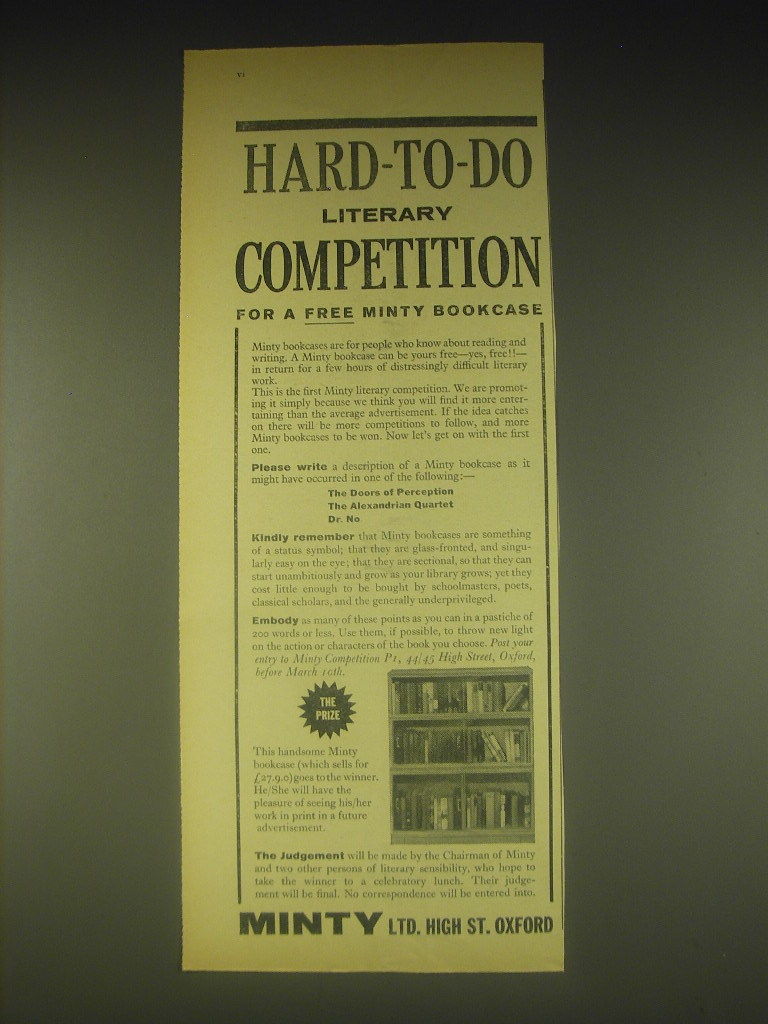 vi
HARD-TO-DO
LITERARY
COMPETITION
FOR A FREE MINTY BOOKCASE
Minty bookcases are for people who know about reading and
writing. A Minty bookcase can be yours free—yes, free!!—
in return for a few hours of distressingly difficult literary
work.
This is the first Minty literary competition. We are promot-
ing it simply because we think you will find it more enter-
taining than the average advertisement. If the idea catches
on there will be more competitions to follow, and more
Minty bookcases to be won. Now let's get on with the first
one.
Please write a description of a Minty bookcase as it
might have occurred in one of the following:—
The Doors of Perception
The Alexandrian Quartet
Dr. No
Kindly remember that Minty bookcases are something
of a status symbol; that they are glass-fronted, and singu-
larly easy on the eye; that they are sectional, so that they can
start unambitiously and grow as your library grows; yet they
cost little enough to be bought by schoolmasters, poets,
classical scholars, and the generally underprivileged.
Embody as many of these points as you can in a pastiche of
200 words or less. Use them, if possible, to throw new light
on the action or characters of the book you choose. Post your
entry to Minty Competition P1, 44/45 High Street, Oxford,
before March 10th.
THE
PRIZE
This handsome Minty
bookcase (which sells for
£27.9.0) goes to the winner.
He/She will have the
pleasure of seeing his/her
work in print in a future
advertisement.
The Judgement will be made by the Chairman of Minty
and two other persons of literary sensibility, who hope to
take the winner to a celebratory lunch. Their judge-
ment will be final. No correspondence will be entered into.
MINTY LTD. HIGH ST. OXFORD